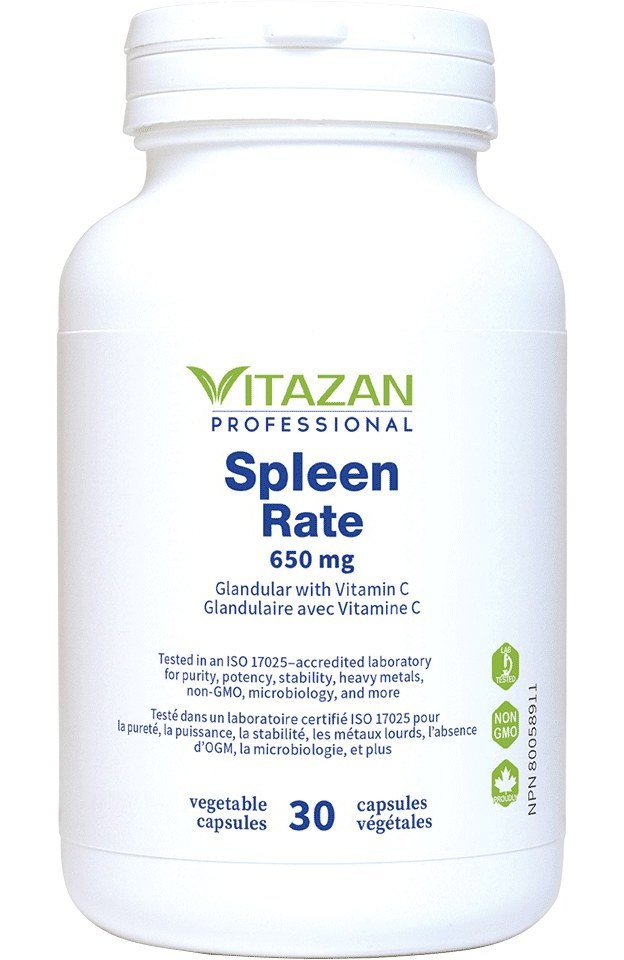 VITAZAN
PROFESSIONAL
Spleen
Rate
650 mg
Glandular with Vitamin C
Glandulaire avec Vitamine C
Tested in an ISO 17025–accredited laboratory
for purity, potency, stability, heavy metals,
non-GMO, microbiology, and more
Testé dans un laboratoire certifié ISO 17025 pour
la pureté, la puissance, la stabilité, les métaux lourds, l'absence
d'OGM, la microbiologie, et plus
vegetable
capsules
30
capsules
végétales
LAB
TESTED
NON
GMO
PROUDLY
NPN 80058911